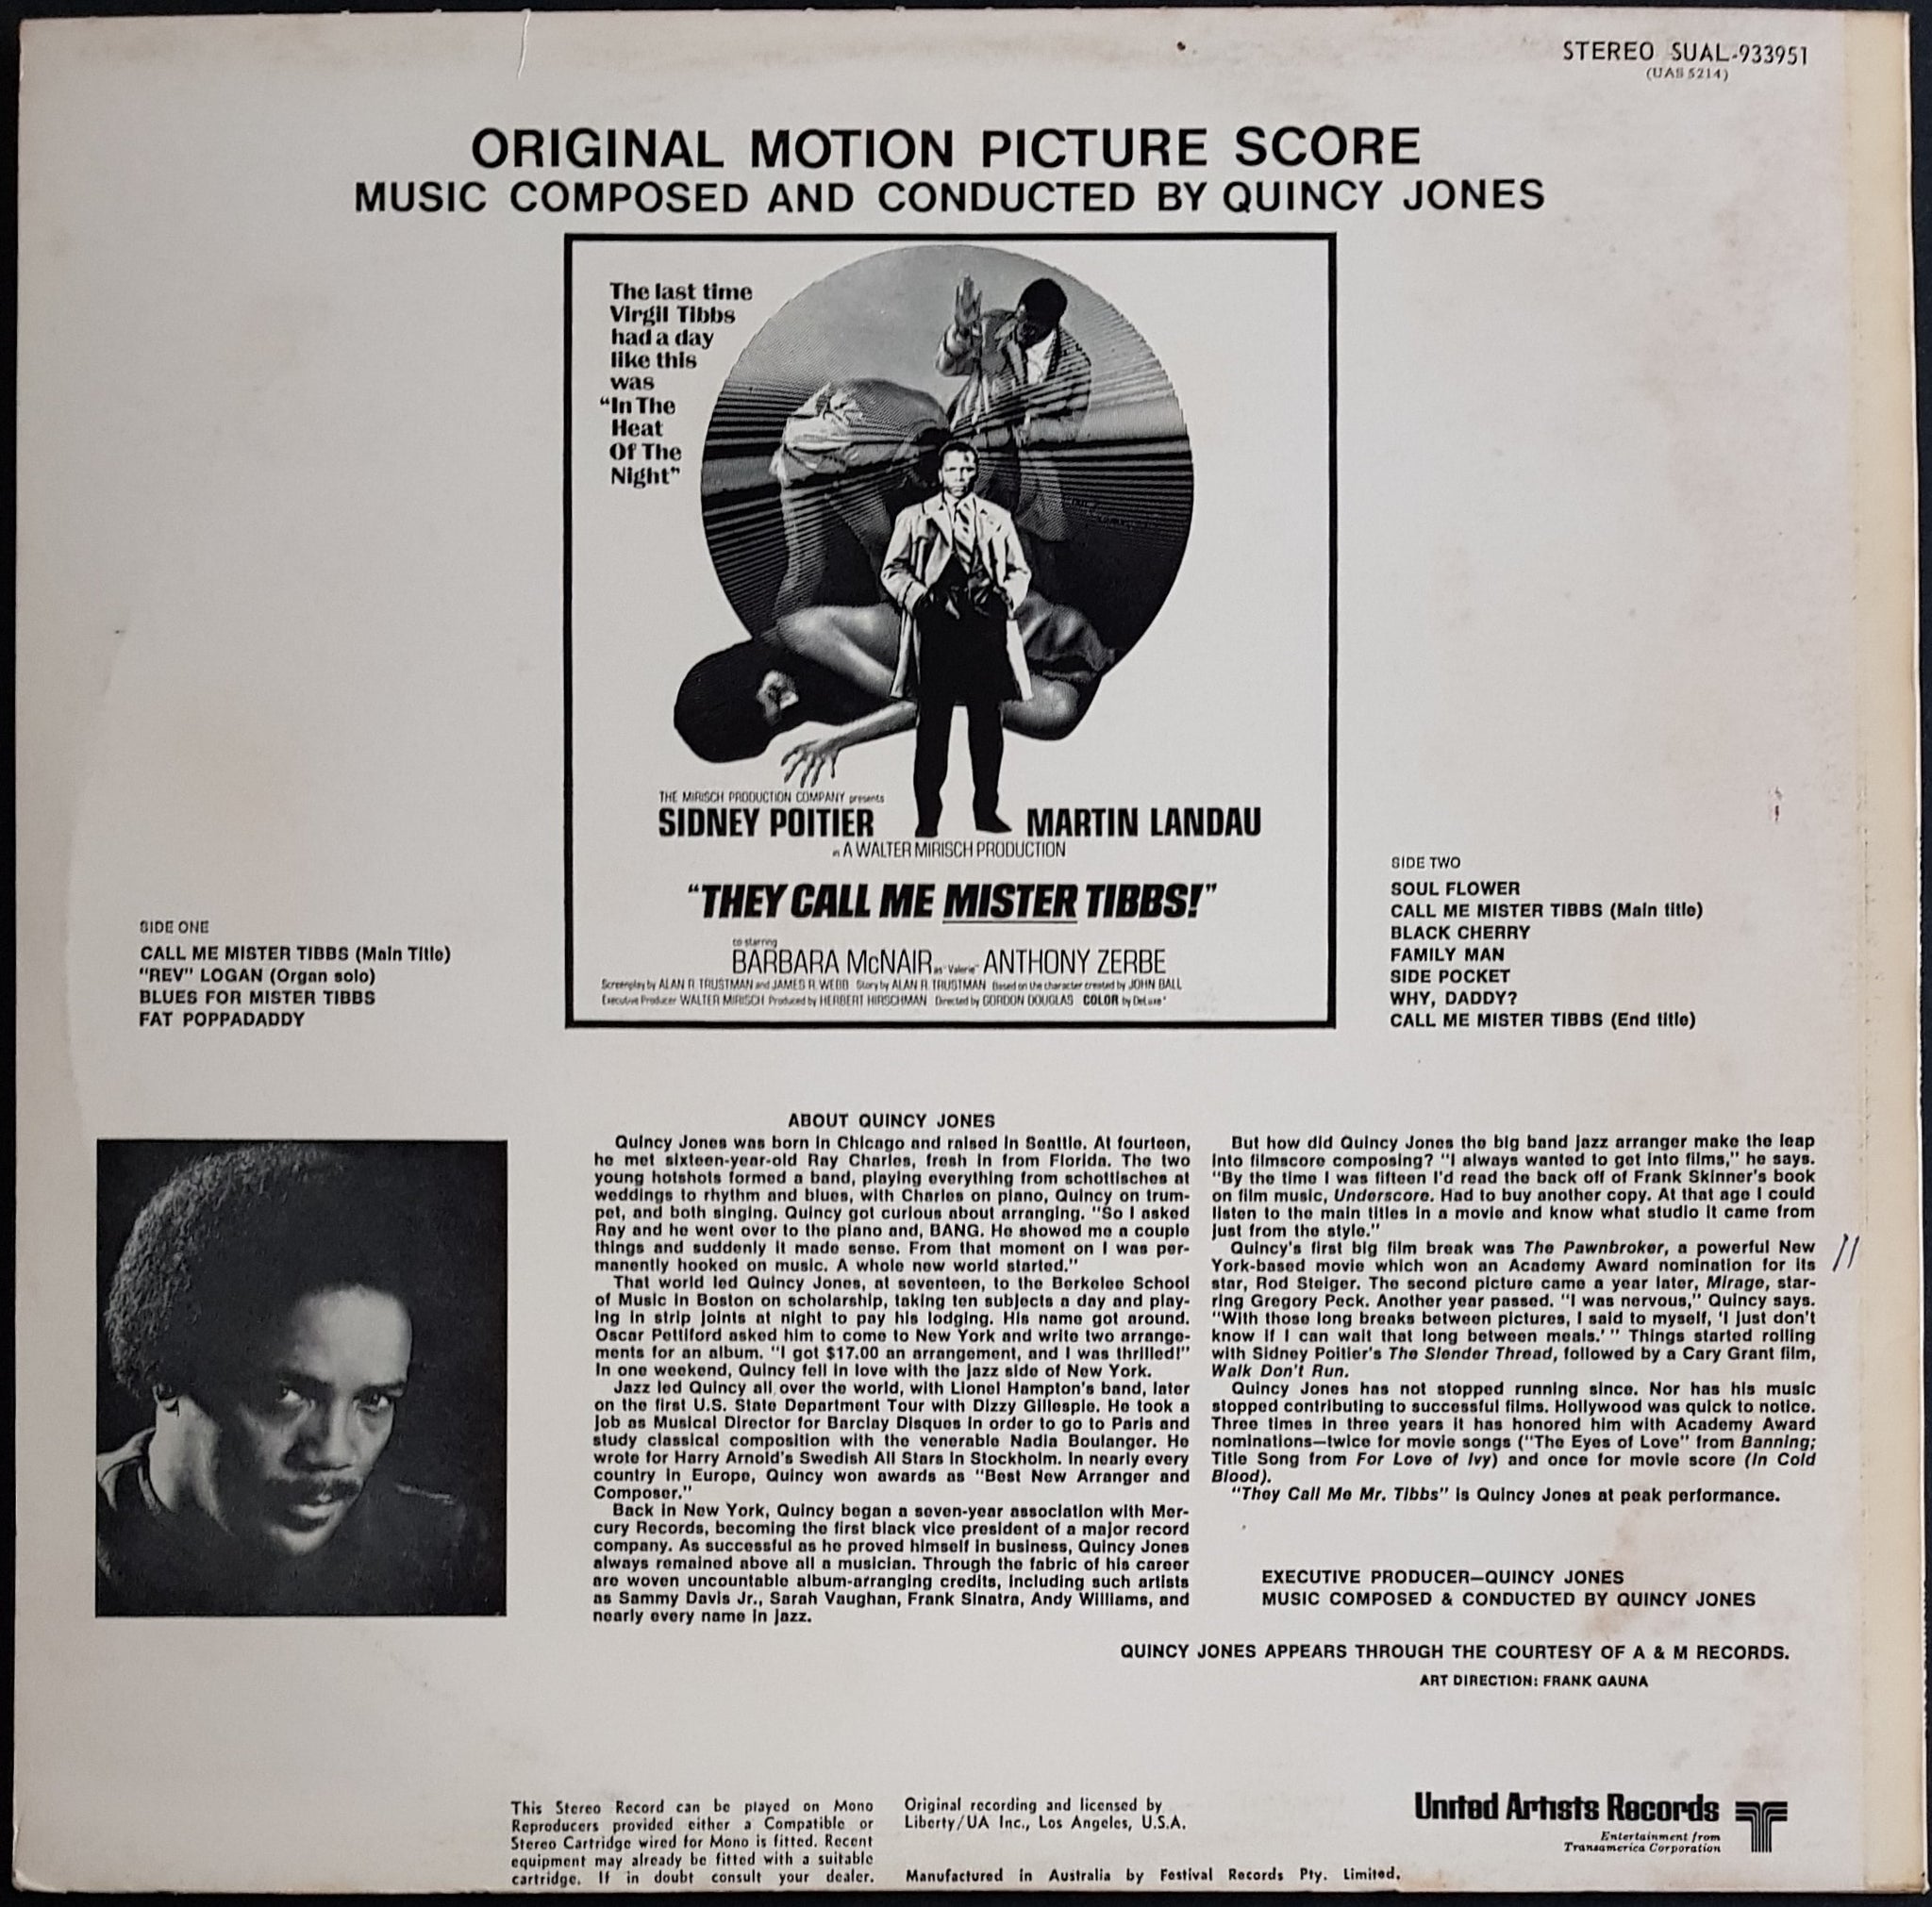 STEREO SUAL-933951
(UAS 5214)
ORIGINAL MOTION PICTURE SCORE
MUSIC COMPOSED AND CONDUCTED BY QUINCY JONES
The last time
Virgil Tibbs
had a day
like this
was
"In The
Heat
Of The
Night"
THE MIRISCH PRODUCTION COMPANY presents
SIDNEY POITIER MARTIN LANDAU
in A WALTER MIRISCH PRODUCTION
"THEY CALL ME MISTER TIBBS!"
co-starring
BARBARA McNAIR as "Valerie" ANTHONY ZERBE
Screenplay by ALAN R. TRUSTMAN and JAMES R. WEBB Story by ALAN R. TRUSTMAN Based on the character created by JOHN BALL
Executive Producer WALTER MIRISCH Produced by HERBERT HIRSCHMAN Directed by GORDON DOUGLAS COLOR by DeLuxe
SIDE ONE
CALL ME MISTER TIBBS (Main Title)
"REV" LOGAN (Organ solo)
BLUES FOR MISTER TIBBS
FAT POPPADADDY
SIDE TWO
SOUL FLOWER
CALL ME MISTER TIBBS (Main title)
BLACK CHERRY
FAMILY MAN
SIDE POCKET
WHY, DADDY?
CALL ME MISTER TIBBS (End title)
ABOUT QUINCY JONES
Quincy Jones was born in Chicago and raised in Seattle. At fourteen,
he met sixteen-year-old Ray Charles, fresh in from Florida. The two
young hotshots formed a band, playing everything from schottisches at
weddings to rhythm and blues, with Charles on piano, Quincy on trum-
pet, and both singing. Quincy got curious about arranging. "So I asked
Ray and he went over to the piano and, BANG. He showed me a couple
things and suddenly it made sense. From that moment on I was per-
manently hooked on music. A whole new world started."
That world led Quincy Jones, at seventeen, to the Berkelee School
of Music in Boston on scholarship, taking ten subjects a day and play-
ing in strip joints at night to pay his lodging. His name got around.
Oscar Pettiford asked him to come to New York and write two arrange-
ments for an album. "I got $17.00 an arrangement, and I was thrilled!"
In one weekend, Quincy fell in love with the jazz side of New York.
Jazz led Quincy all over the world, with Lionel Hampton's band, later
on the first U.S. State Department Tour with Dizzy Gillespie. He took a
job as Musical Director for Barclay Disques in order to go to Paris and
study classical composition with the venerable Nadia Boulanger. He
wrote for Harry Arnold's Swedish All Stars in Stockholm. In nearly every
country in Europe, Quincy won awards as "Best New Arranger and
Composer."
Back in New York, Quincy began a seven-year association with Mer-
cury Records, becoming the first black vice president of a major record
company. As successful as he proved himself in business, Quincy Jones
always remained above all a musician. Through the fabric of his career
are woven uncountable album-arranging credits, including such artists
as Sammy Davis Jr., Sarah Vaughan, Frank Sinatra, Andy Williams, and
nearly every name in jazz.
But how did Quincy Jones the big band jazz arranger make the leap
into filmscore composing? "I always wanted to get into films," he says.
"By the time I was fifteen I'd read the back off of Frank Skinner's book
on film music, Underscore. Had to buy another copy. At that age I could
listen to the main titles in a movie and know what studio it came from
just from the style."
Quincy's first big film break was The Pawnbroker, a powerful New
York-based movie which won an Academy Award nomination for its
star, Rod Steiger. The second picture came a year later, Mirage, star-
ring Gregory Peck. Another year passed. "I was nervous," Quincy says.
"With those long breaks between pictures, I said to myself, 'I just don't
know if I can wait that long between meals.' " Things started rolling
with Sidney Poitier's The Slender Thread, followed by a Cary Grant film,
Walk Don't Run.
Quincy Jones has not stopped running since. Nor has his music
stopped contributing to successful films. Hollywood was quick to notice.
Three times in three years it has honored him with Academy Award
nominations—twice for movie songs ("The Eyes of Love" from Banning;
Title Song from For Love of Ivy) and once for movie score (In Cold
Blood).
"They Call Me Mr. Tibbs" is Quincy Jones at peak performance.
EXECUTIVE PRODUCER—QUINCY JONES
MUSIC COMPOSED & CONDUCTED BY QUINCY JONES
QUINCY JONES APPEARS THROUGH THE COURTESY OF A & M RECORDS.
ART DIRECTION: FRANK GAUNA
This Stereo Record can be played on Mono
Reproducers provided either a Compatible or
Stereo Cartridge wired for Mono is fitted. Recent
equipment may already be fitted with a suitable
cartridge. If in doubt consult your dealer.
Original recording and licensed by
Liberty/UA Inc., Los Angeles, U.S.A.
Manufactured in Australia by Festival Records Pty. Limited.
United Artists Records
Entertainment from
Transamerica Corporation